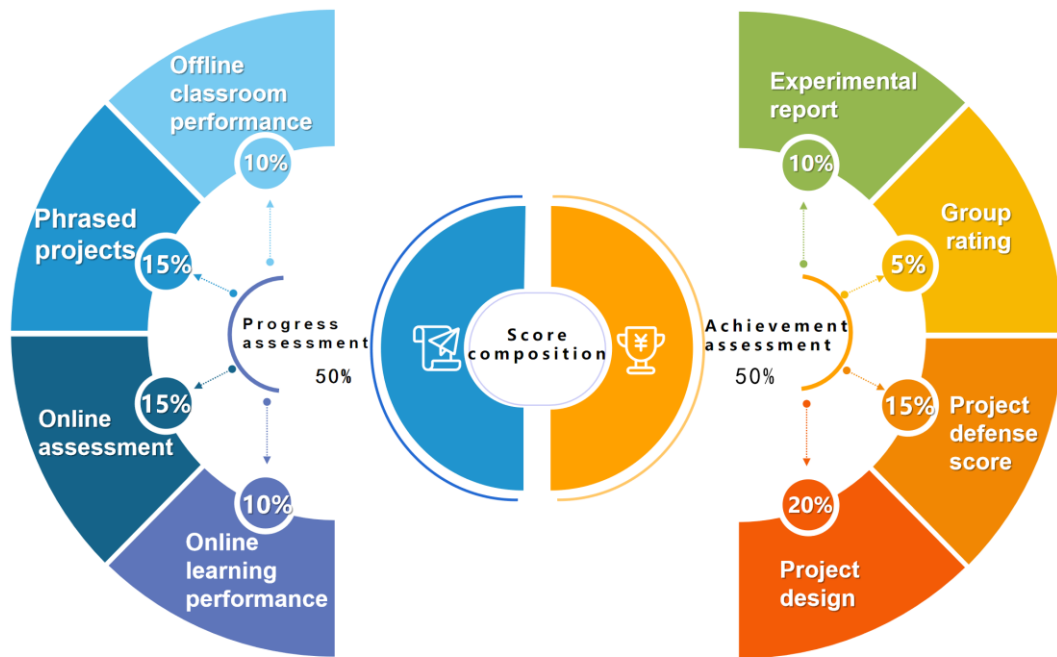 Offline
classroom
performance
10%
Phrased
projects
15%
Online
assessment
15%
Online
learning
performance
10%
Progress
assessment
50%
Score
composition
¥
Achievement
assessment
50%
Experimental
report
10%
Group
rating
5%
Project
defense
score
15%
Project
design
20%